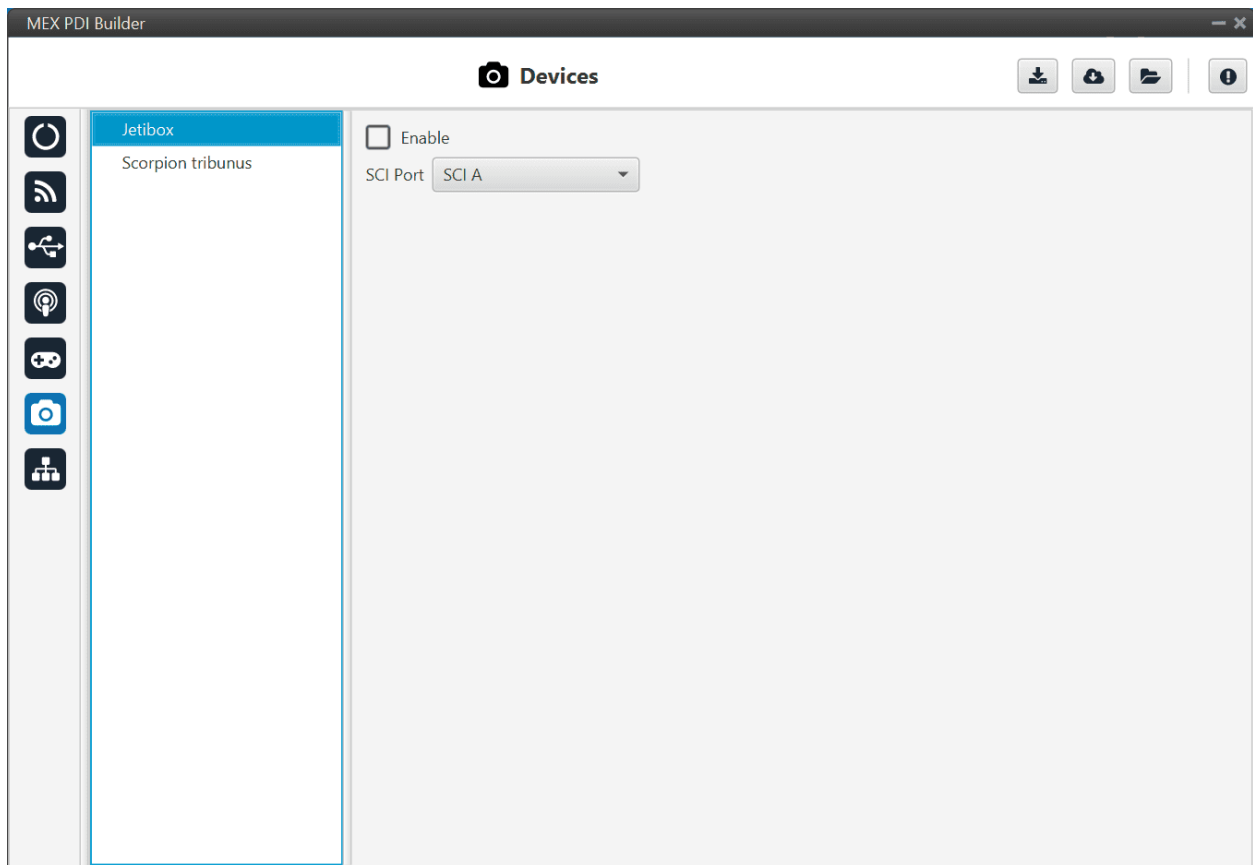 MEX PDI Builder
Devices
Jetibox
Scorpion tribunus
Enable
SCI Port SCI A